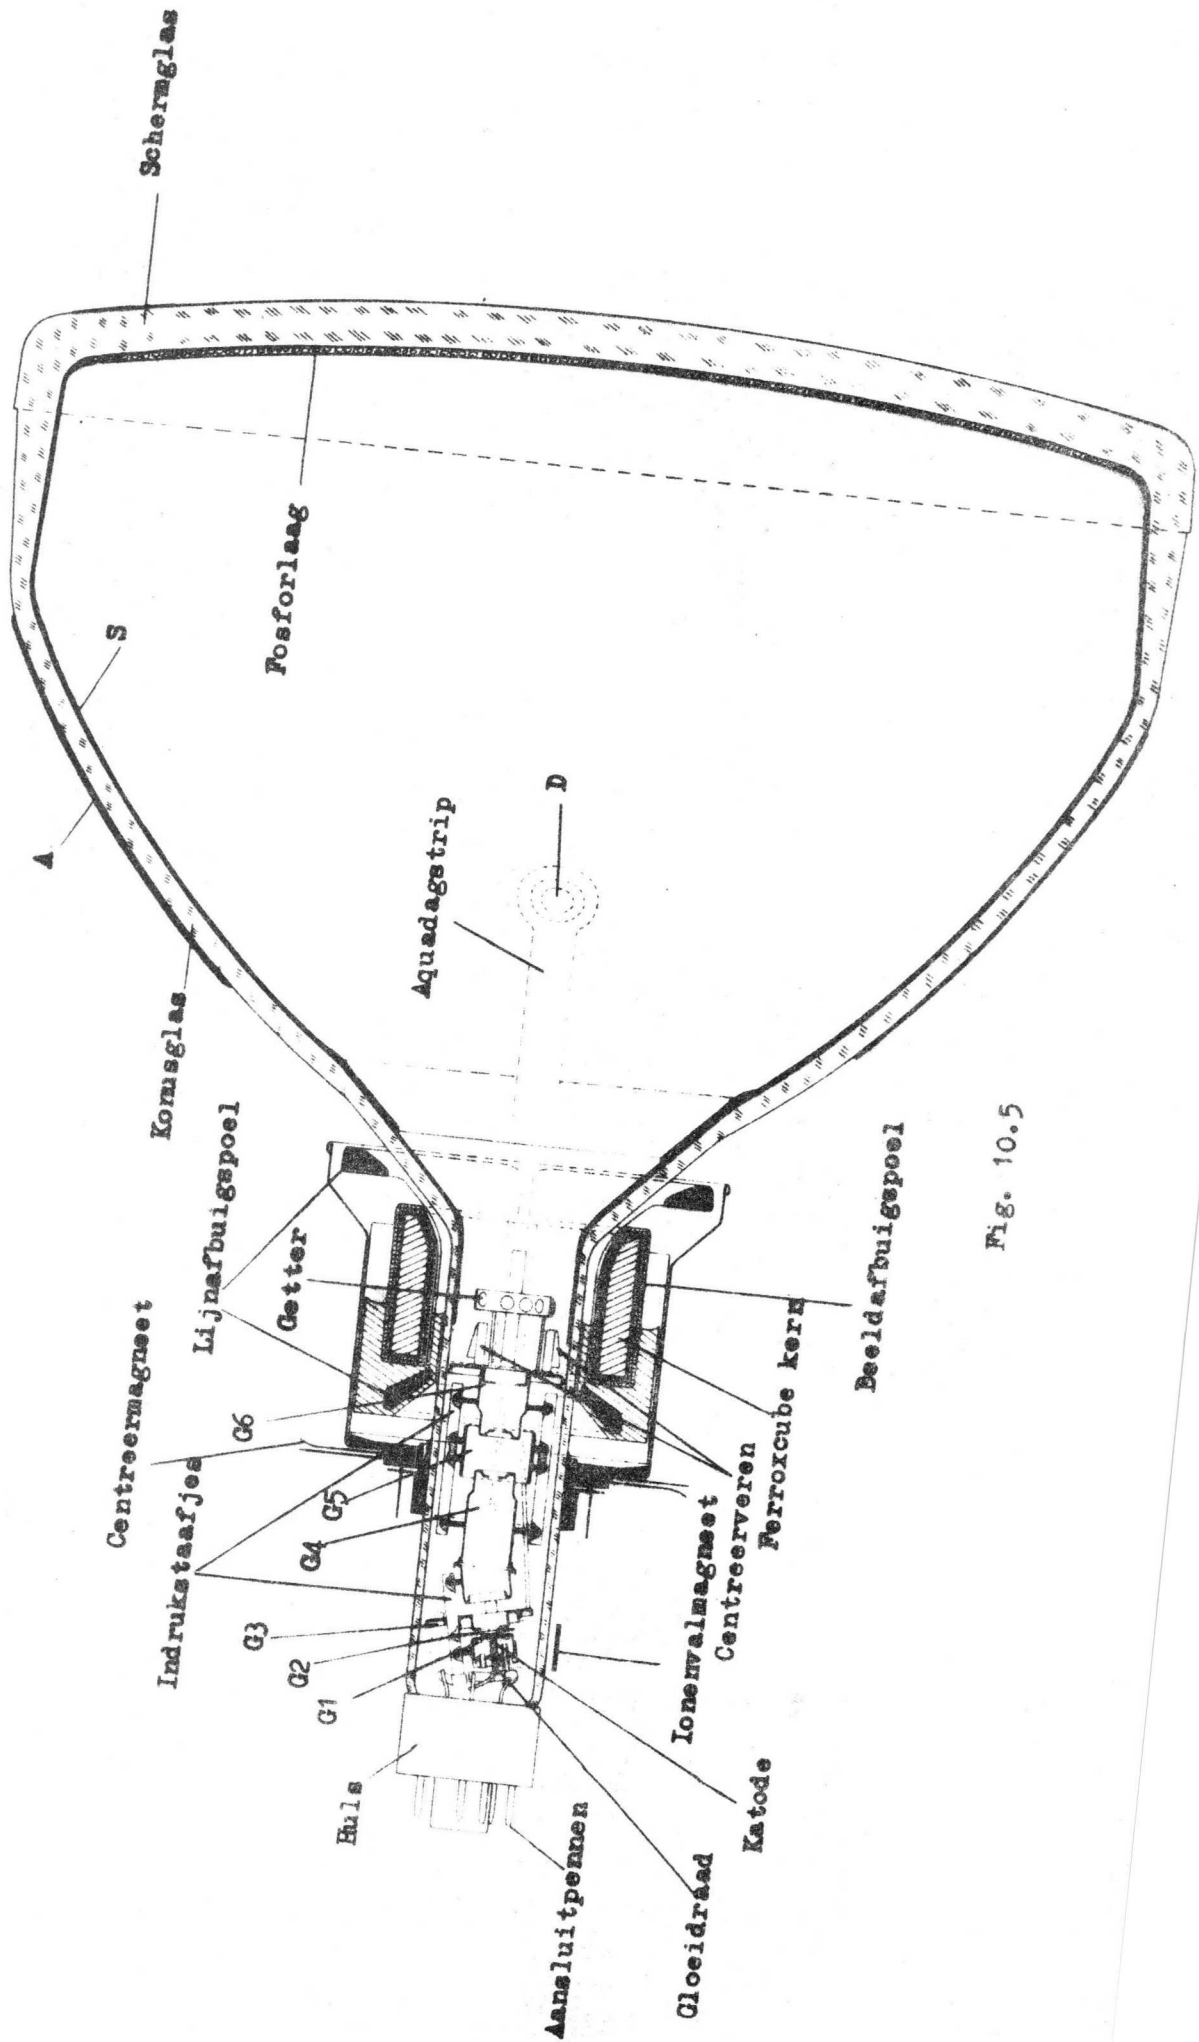 Schermglas
Fosforlaag
S
A
D
Aquadagstrip
Konusglas
Lijnafbuigspoel
Getter
Centreermagneet
G6
Indrukstaafjes
G5
G4
G3
G2
G1
Huls
Aansluitpennen
Gloeidraad
Katode
Ionenvalmagneet
Centreerveren
Ferroxcube kern
Beeldafbuigspoel
Fig. 10.5